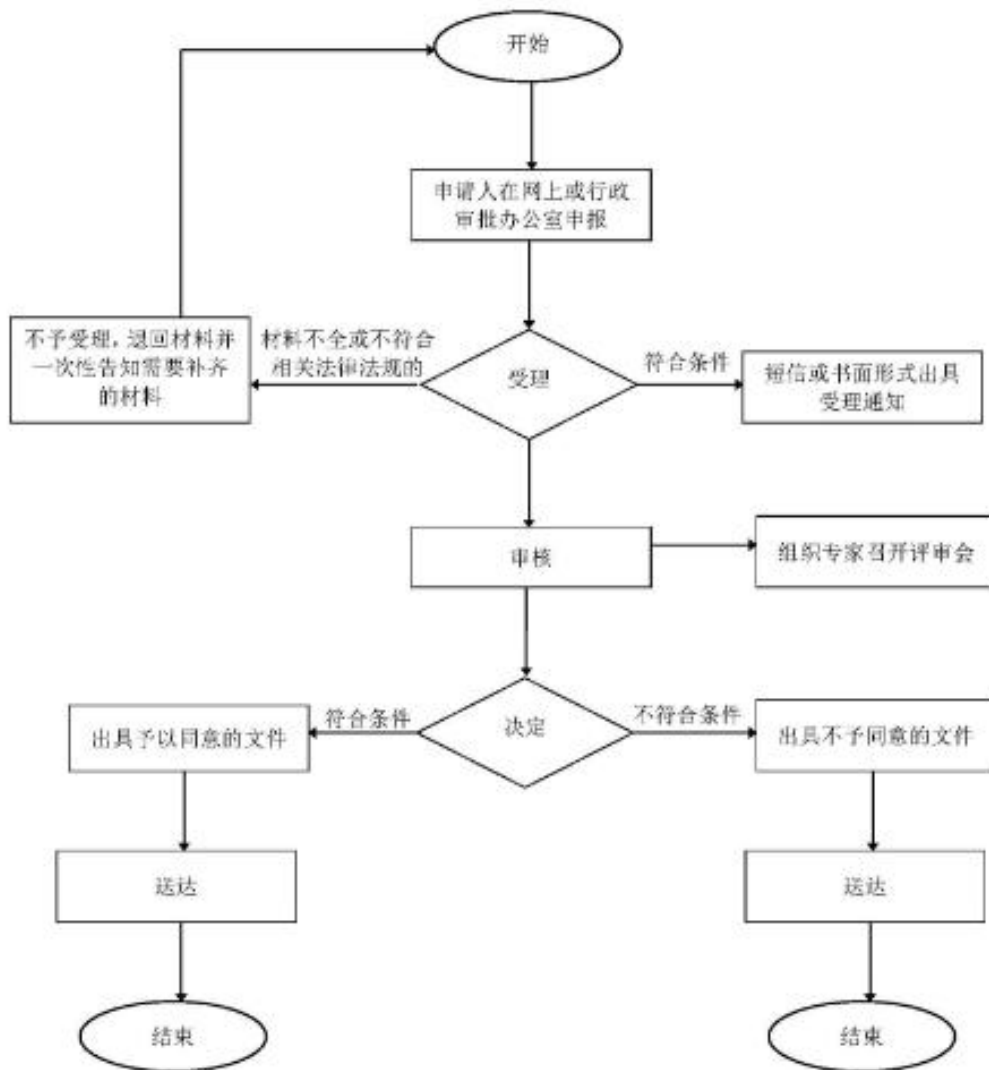 开始
申请人在网上或行政
审批办公室申报
不予受理，退回材料并
一次性告知需要补齐
的材料
材料不全或不符合
相关法律法规的
受理
符合条件
短信或书面形式出具
受理通知
审核
组织专家召开评审会
符合条件
决定
不符合条件
出具予以同意的文件
出具不予同意的文件
送达
送达
结束
结束